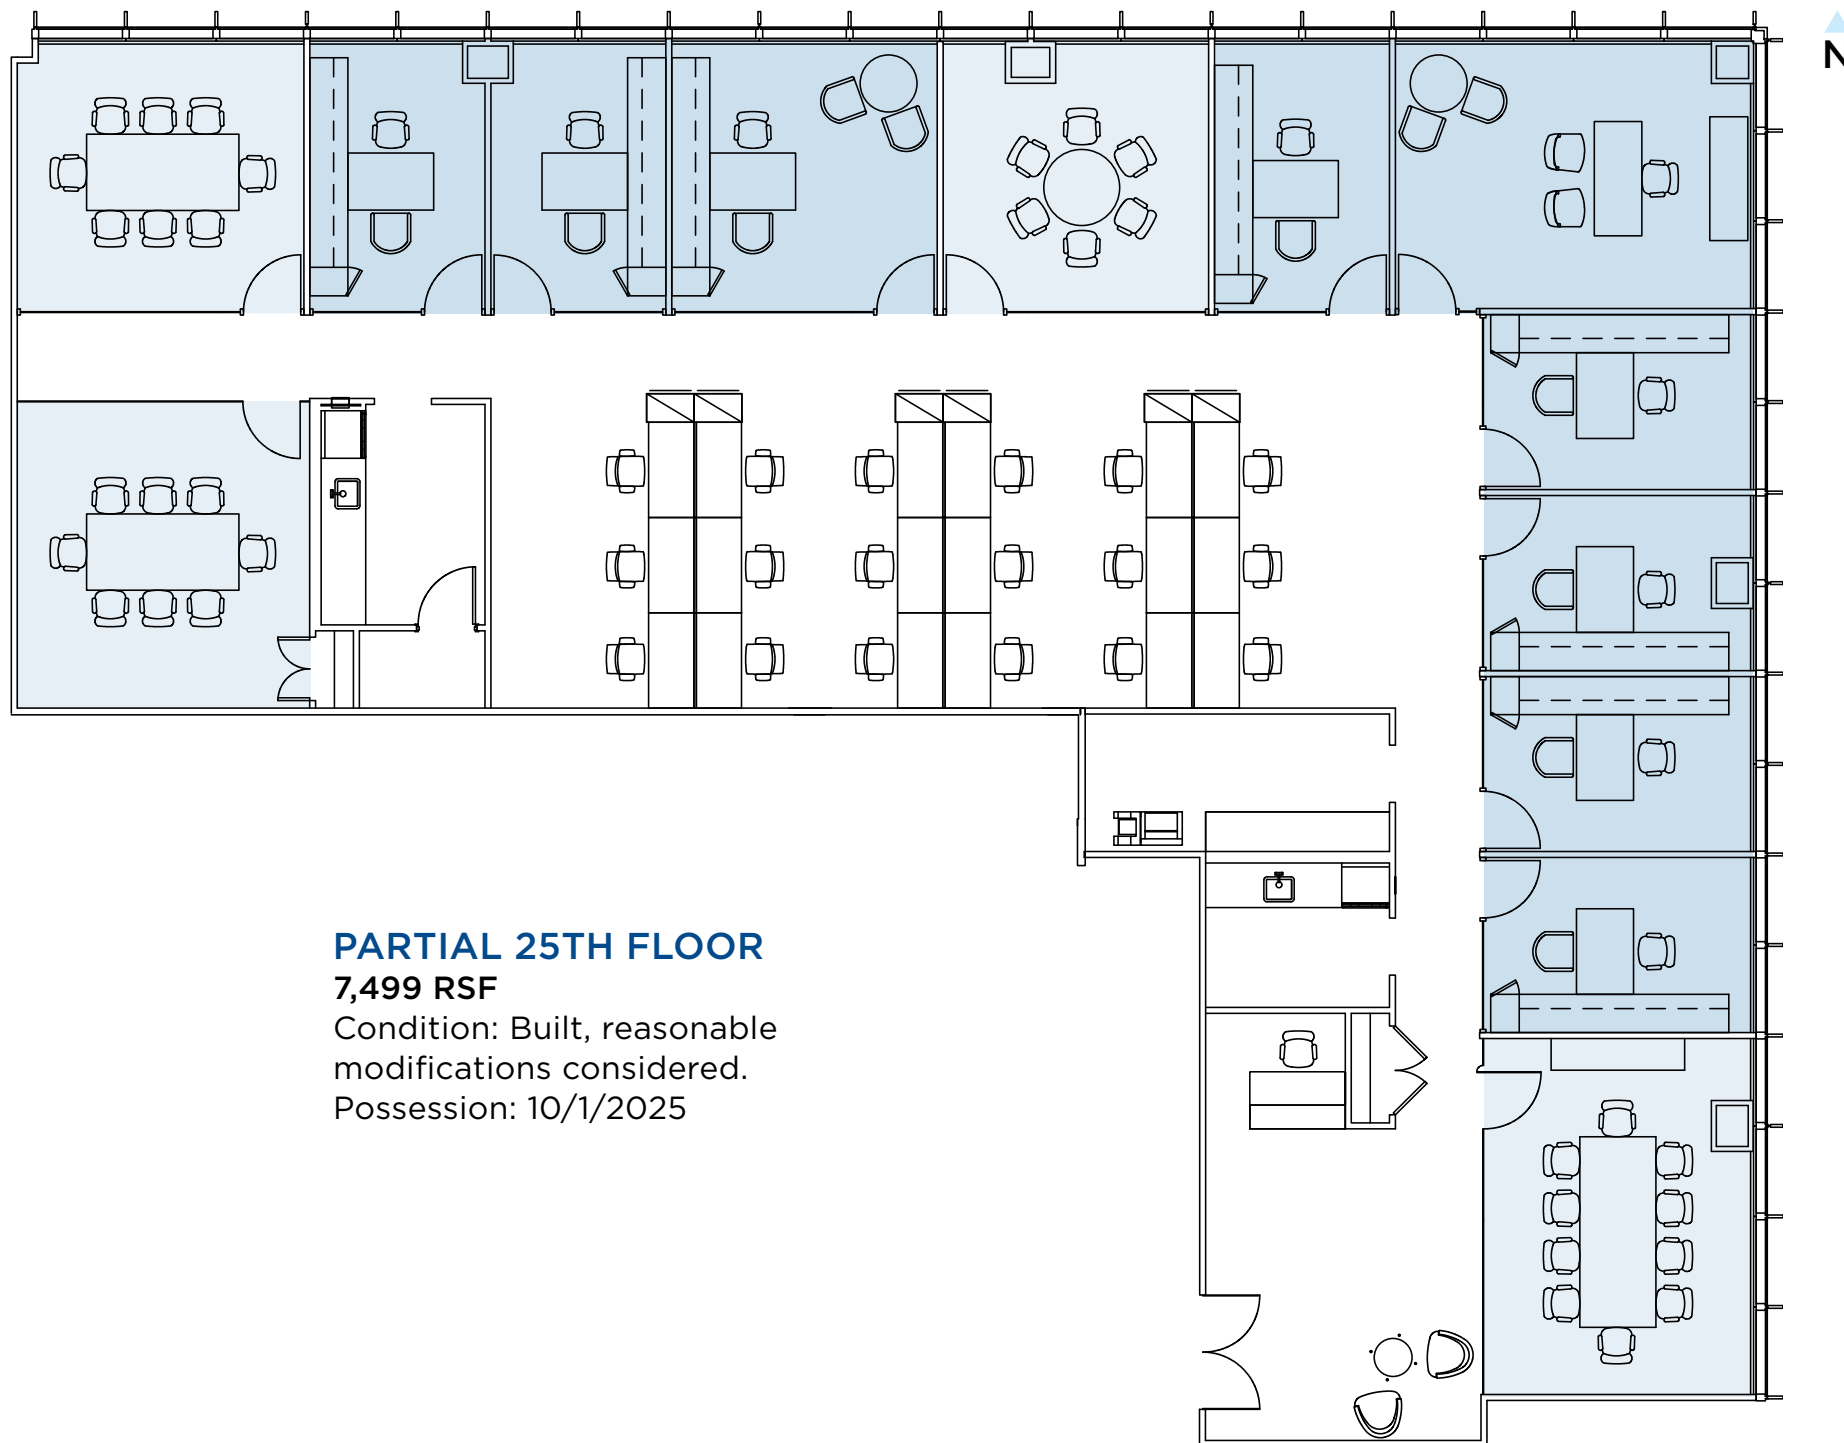 N
PARTIAL 25TH FLOOR
7,499 RSF
Condition: Built, reasonable
modifications considered.
Possession: 10/1/2025